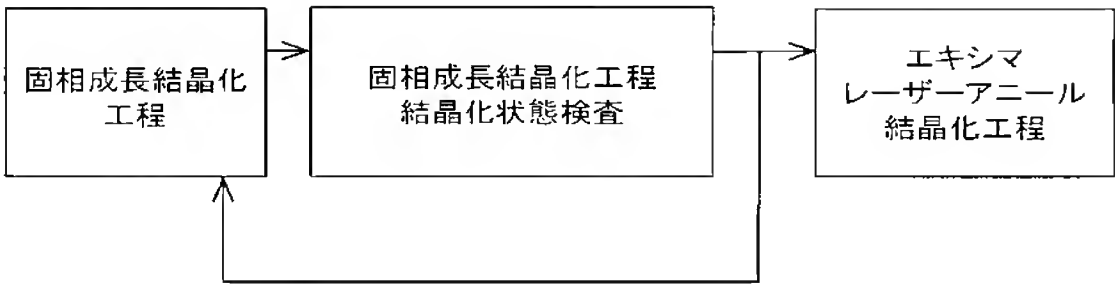 固相成長結晶化
工程
固相成長結晶化工程
結晶化状態検査
エキシマ
レーザーアニール
結晶化工程